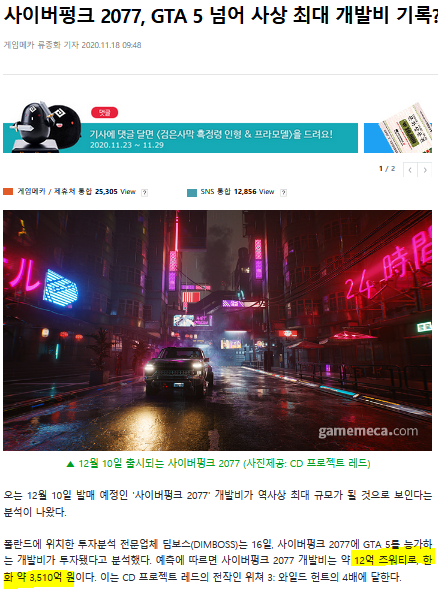 사이버펑크 2077, GTA 5 넘어 사상 최대 개발비 기록?
게임메카 류종화 기자 2020.11.18 09:48
댓글
기사에 댓글 달면 <검은사막 흑정령 인형 & 프라모델>을 드려요!
2020.11.23 ~ 11.29
1 / 2
게임메카 / 제휴처 통합 25,305 View ?
SNS 통합 12,856 View ?
ール
24時間
gamemeca.com
▲ 12월 10일 출시되는 사이버펑크 2077 (사진제공: CD 프로젝트 레드)
오는 12월 10일 발매 예정인 '사이버펑크 2077' 개발비가 역사상 최대 규모가 될 것으로 보인다는
분석이 나왔다.
폴란드에 위치한 투자분석 전문업체 딤보스(DIMBOSS)는 16일, 사이버펑크 2077에 GTA 5를 능가하
는 개발비가 투자됐다고 분석했다. 예측에 따르면 사이버펑크 2077 개발비는 약 12억 즈워티로, 한
화 약 3,510억 원이다. 이는 CD 프로젝트 레드의 전작인 위쳐 3: 와일드 헌트의 4배에 달한다.